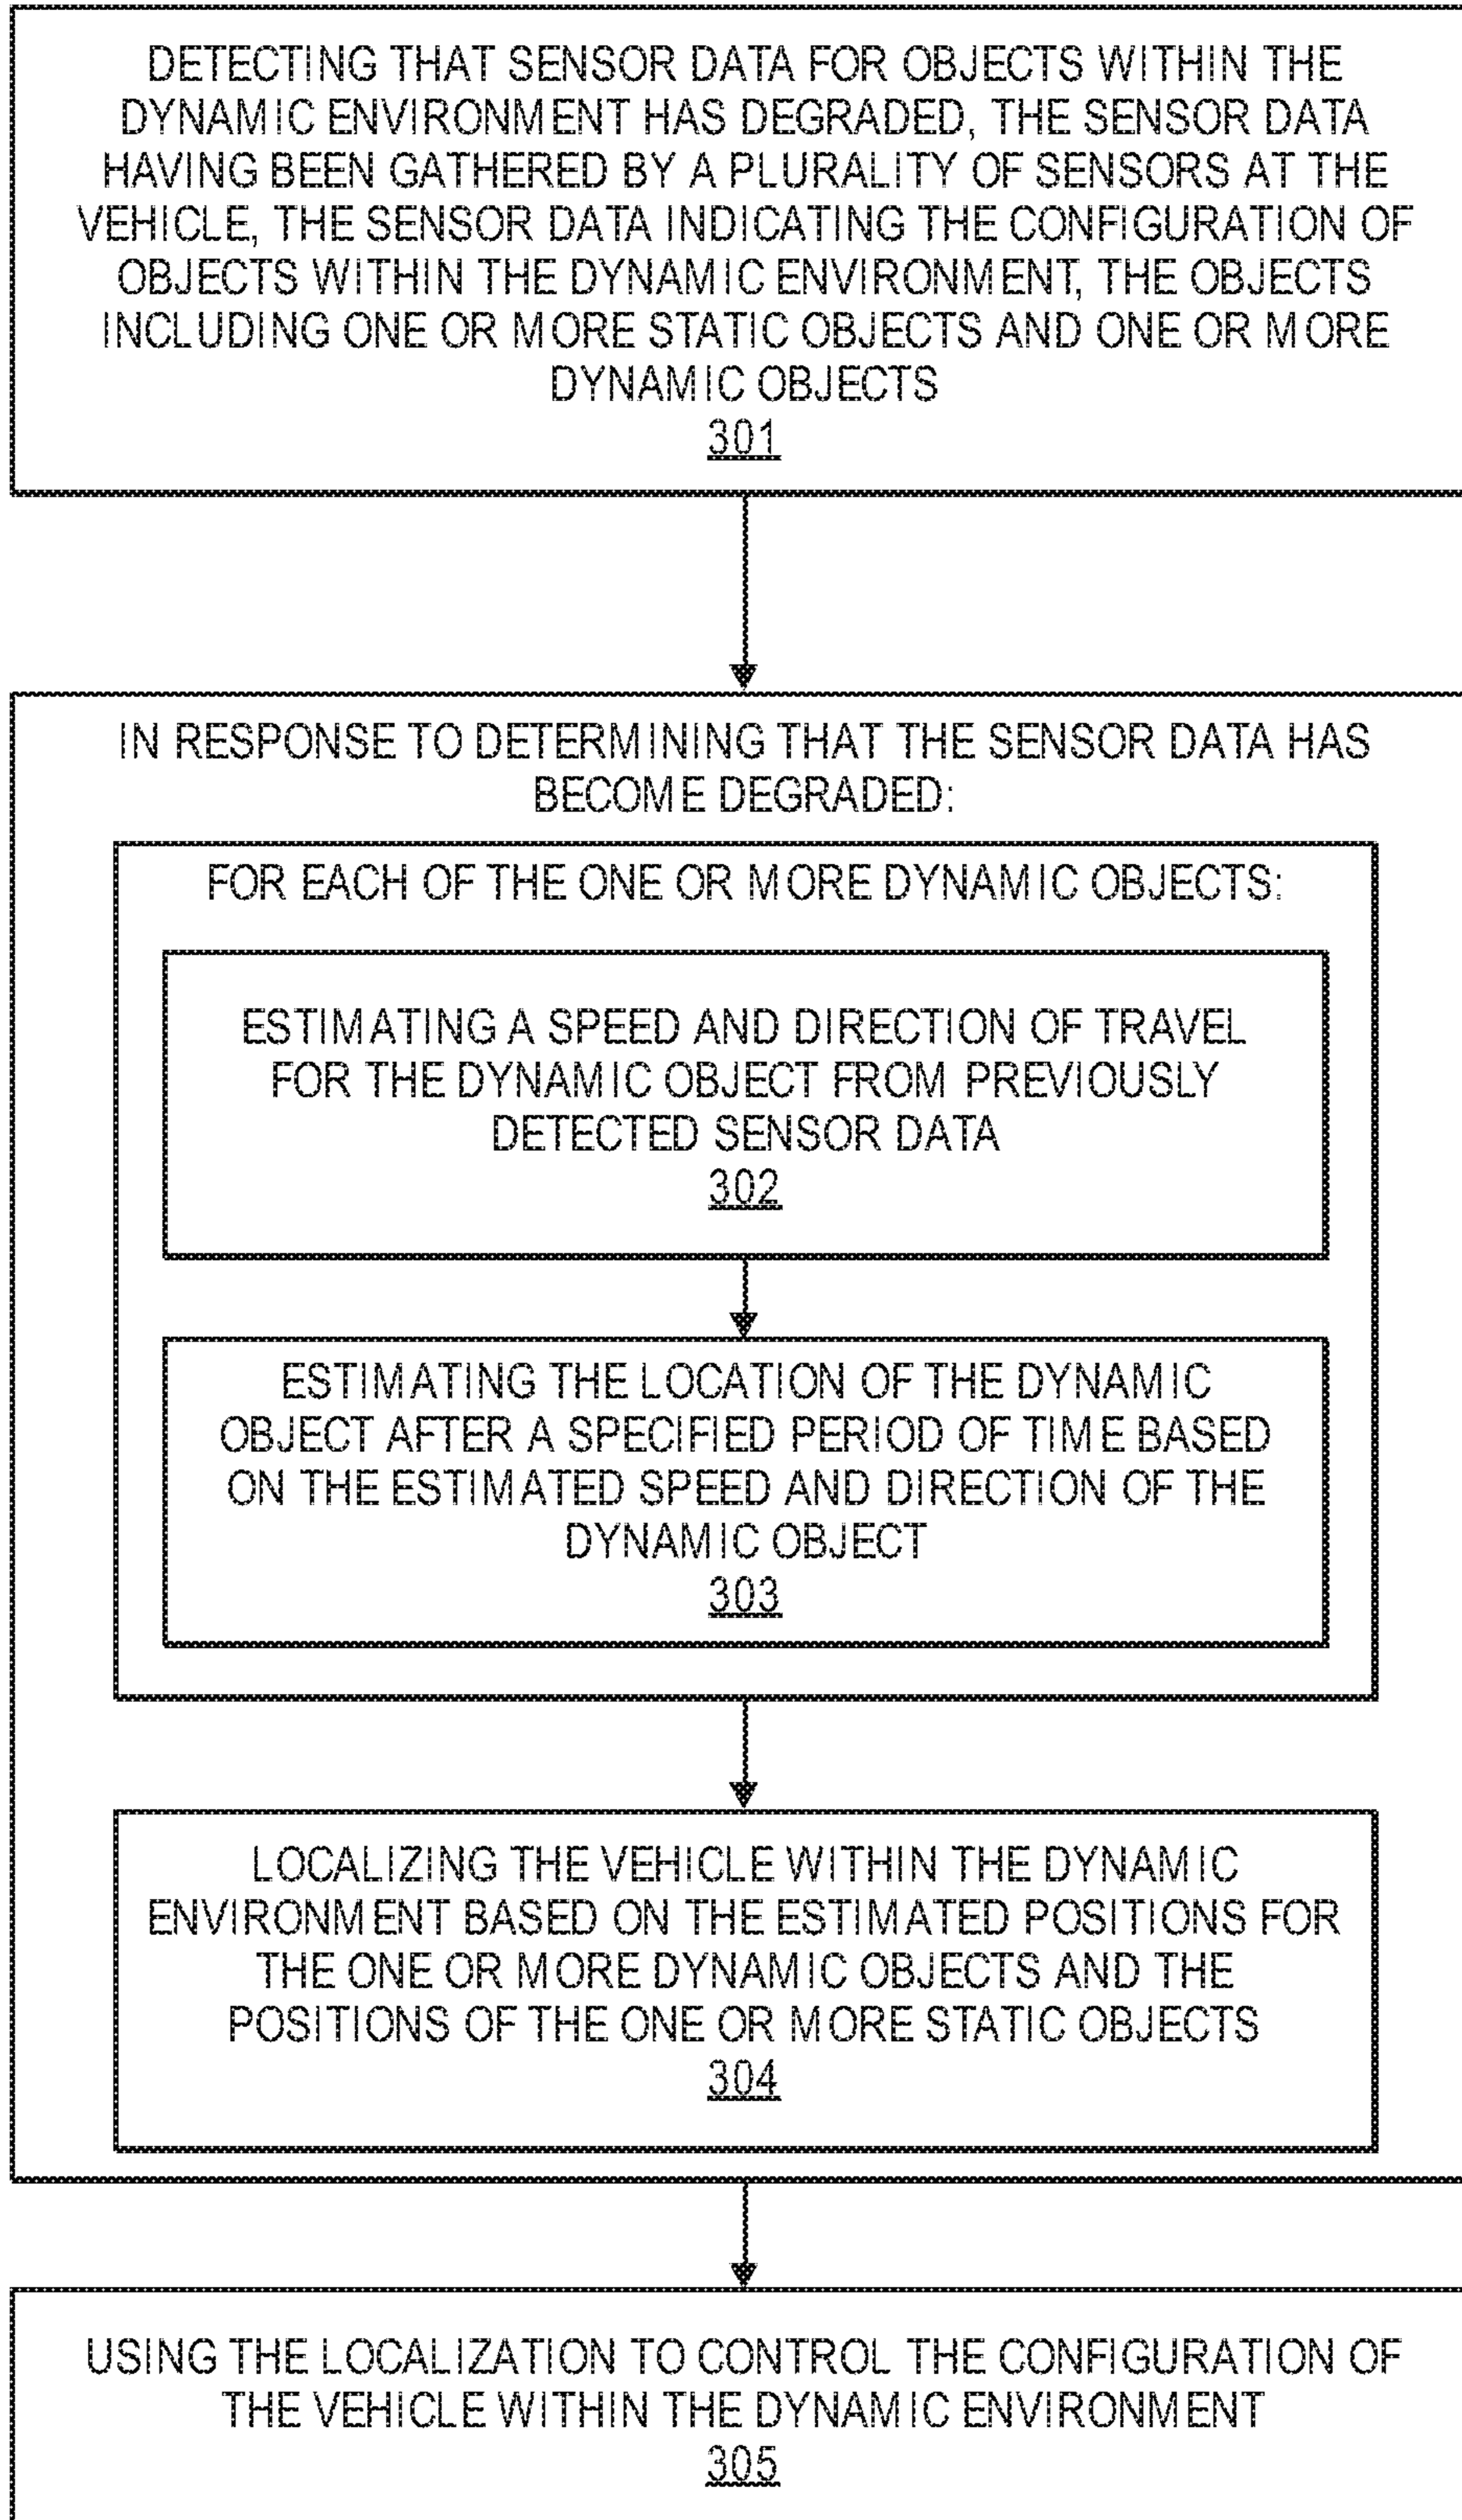 DETECTING THAT SENSOR DATA FOR OBJECTS WITHIN THE
DYNAMIC ENVIRONMENT HAS DEGRADED, THE SENSOR DATA
HAVING BEEN GATHERED BY A PLURALITY OF SENSORS AT THE
VEHICLE, THE SENSOR DATA INDICATING THE CONFIGURATION OF
OBJECTS WITHIN THE DYNAMIC ENVIRONMENT, THE OBJECTS
INCLUDING ONE OR MORE STATIC OBJECTS AND ONE OR MORE
DYNAMIC OBJECTS
301
IN RESPONSE TO DETERMINING THAT THE SENSOR DATA HAS
BECOME DEGRADED:
FOR EACH OF THE ONE OR MORE DYNAMIC OBJECTS:
ESTIMATING A SPEED AND DIRECTION OF TRAVEL
FOR THE DYNAMIC OBJECT FROM PREVIOUSLY
DETECTED SENSOR DATA
302
ESTIMATING THE LOCATION OF THE DYNAMIC
OBJECT AFTER A SPECIFIED PERIOD OF TIME BASED
ON THE ESTIMATED SPEED AND DIRECTION OF THE
DYNAMIC OBJECT
303
LOCALIZING THE VEHICLE WITHIN THE DYNAMIC
ENVIRONMENT BASED ON THE ESTIMATED POSITIONS FOR
THE ONE OR MORE DYNAMIC OBJECTS AND THE
POSITIONS OF THE ONE OR MORE STATIC OBJECTS
304
USING THE LOCALIZATION TO CONTROL THE CONFIGURATION OF
THE VEHICLE WITHIN THE DYNAMIC ENVIRONMENT
305